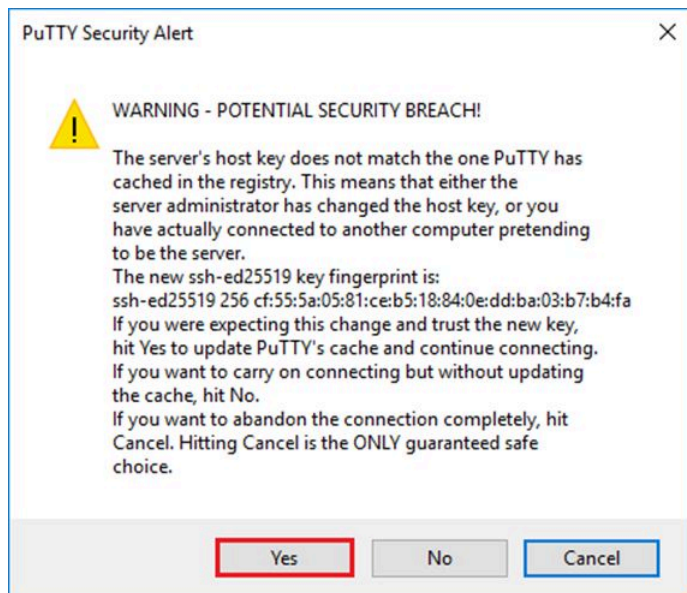 PuTTY Security Alert
WARNING - POTENTIAL SECURITY BREACH!
The server's host key does not match the one PuTTY has
cached in the registry. This means that either the
server administrator has changed the host key, or you
have actually connected to another computer pretending
to be the server.
The new ssh-ed25519 key fingerprint is:
ssh-ed25519 256 cf:55:5a:05:81:ce:b5:18:84:0e:dd:ba:03:b7:b4:fa
If you were expecting this change and trust the new key,
hit Yes to update PuTTY's cache and continue connecting.
If you want to carry on connecting but without updating
the cache, hit No.
If you want to abandon the connection completely, hit
Cancel. Hitting Cancel is the ONLY guaranteed safe
choice.
Yes No Cancel